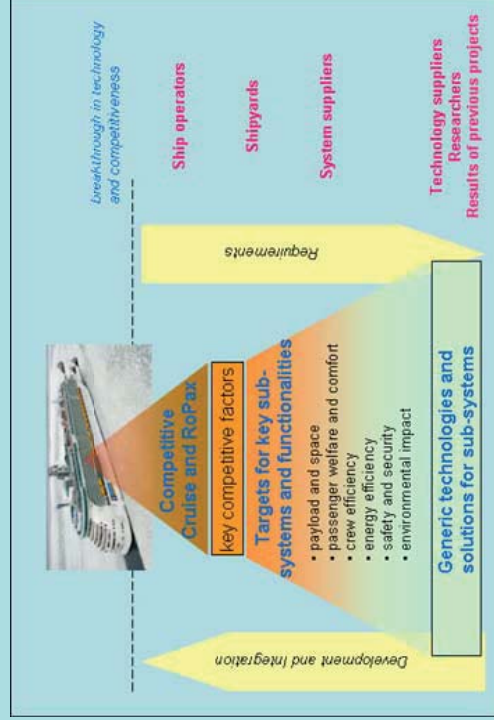 breakthrough in technology
and competitiveness
Ship operators
Shipyards
System suppliers
Technology suppliers
Researchers
Results of previous projects
Requirements
Competitive
Cruise and RoPax
key competitive factors
Targets for key sub-
systems and functionalities
• payload and space
• passenger welfare and comfort
• crew efficiency
• energy efficiency
• safety and security
• environmental impact
Generic technologies and
solutions for sub-systems
Development and Integration